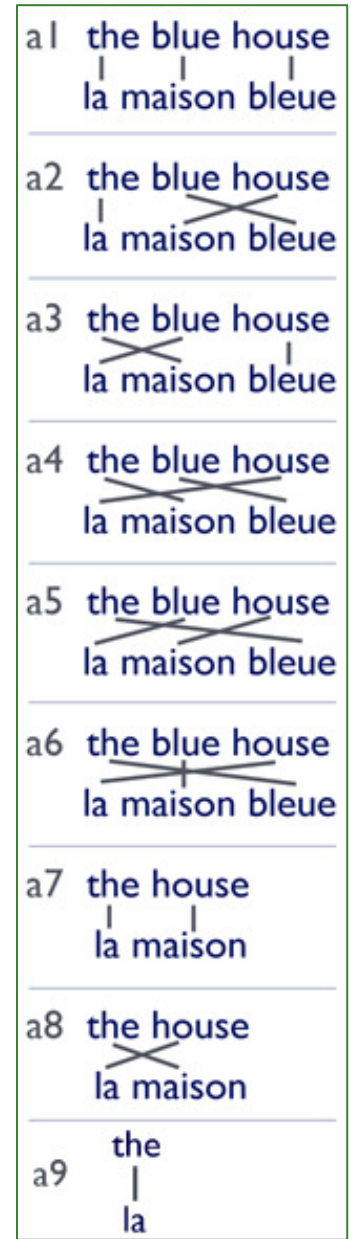 a1 the blue house
la maison bleue
a2 the blue house
la maison bleue
a3 the blue house
la maison bleue
a4 the blue house
la maison bleue
a5 the blue house
la maison bleue
a6 the blue house
la maison bleue
a7 the house
la maison
a8 the house
la maison
the
a9
la